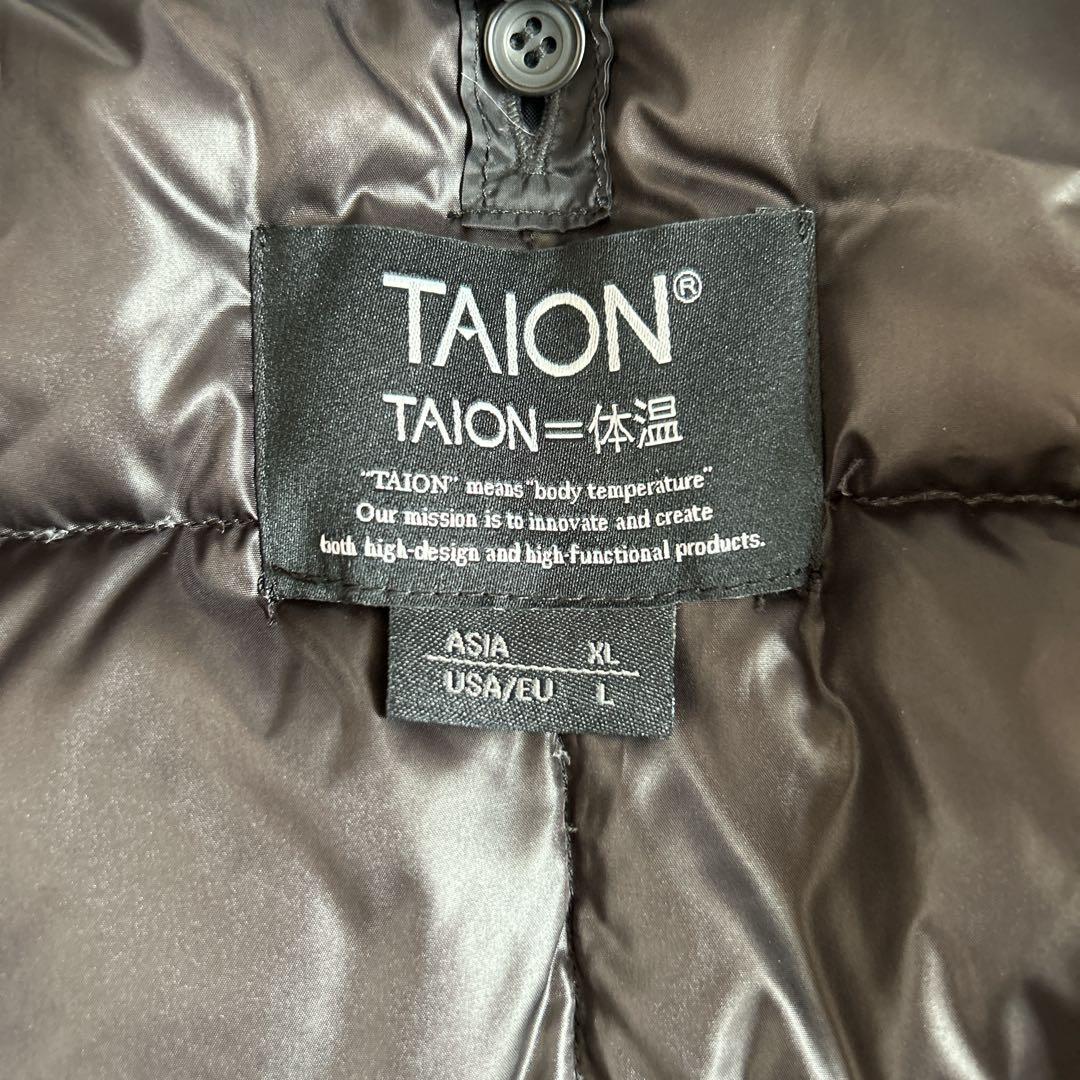 TAION®
TAION=体温
"TAION" means "body temperature"
Our mission is to innovate and create
both high-design and high-functional products.
ASIA XL
USA/EU L